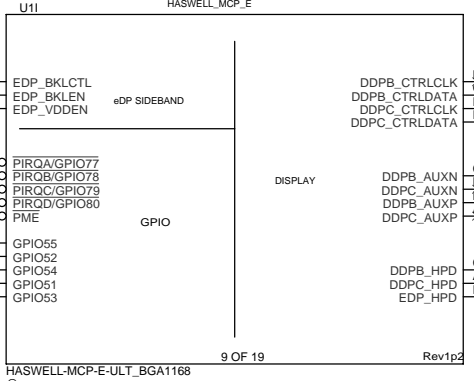 U1I
HASWELL_MCP_E
EDP_BKLCTL
EDP_BKLEN
EDP_VDDEN
eDP SIDEBAND
DDPB_CTRLCLK
DDPB_CTRLDATA
DDPC_CTRLCLK
DDPC_CTRLDATA
PIRQA/GPIO77
PIRQB/GPIO78
PIRQC/GPIO79
PIRQD/GPIO80
PME
GPIO
DISPLAY
DDPB_AUXN
DDPC_AUXN
DDPB_AUXP
DDPC_AUXP
GPIO55
GPIO52
GPIO54
GPIO51
GPIO53
DDPB_HPD
DDPC_HPD
EDP_HPD
9 OF 19
Rev1p2
HASWELL-MCP-E-ULT_BGA1168